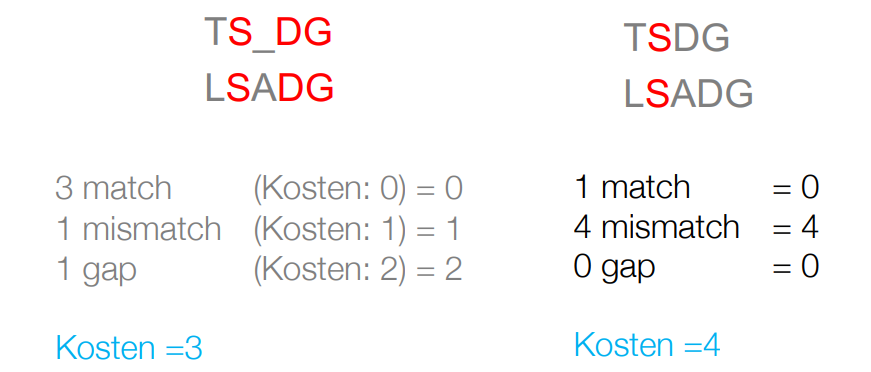 TS_DG
LSADG
3 match (Kosten: 0) = 0
1 mismatch (Kosten: 1) = 1
1 gap (Kosten: 2) = 2
Kosten =3
TSDG
LSADG
1 match = 0
4 mismatch = 4
0 gap = 0
Kosten =4